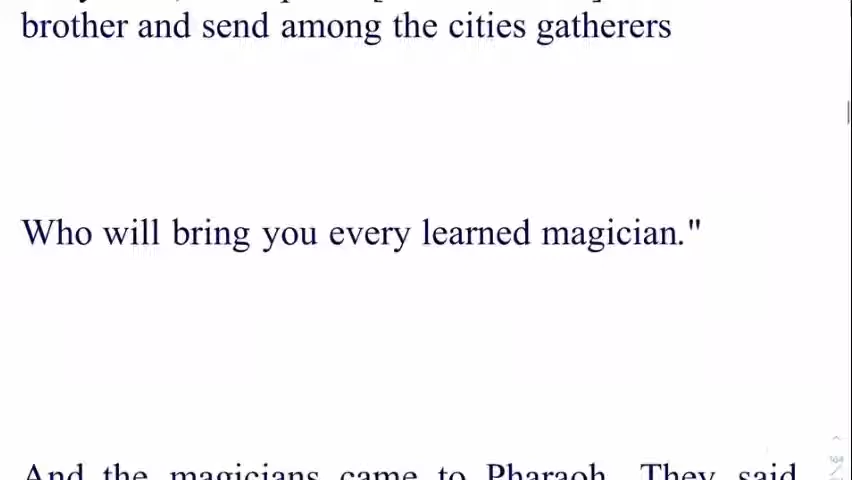 brother and send among the cities gatherers
Who will bring you every learned magician."
And the magicians came to Pharaoh. They said